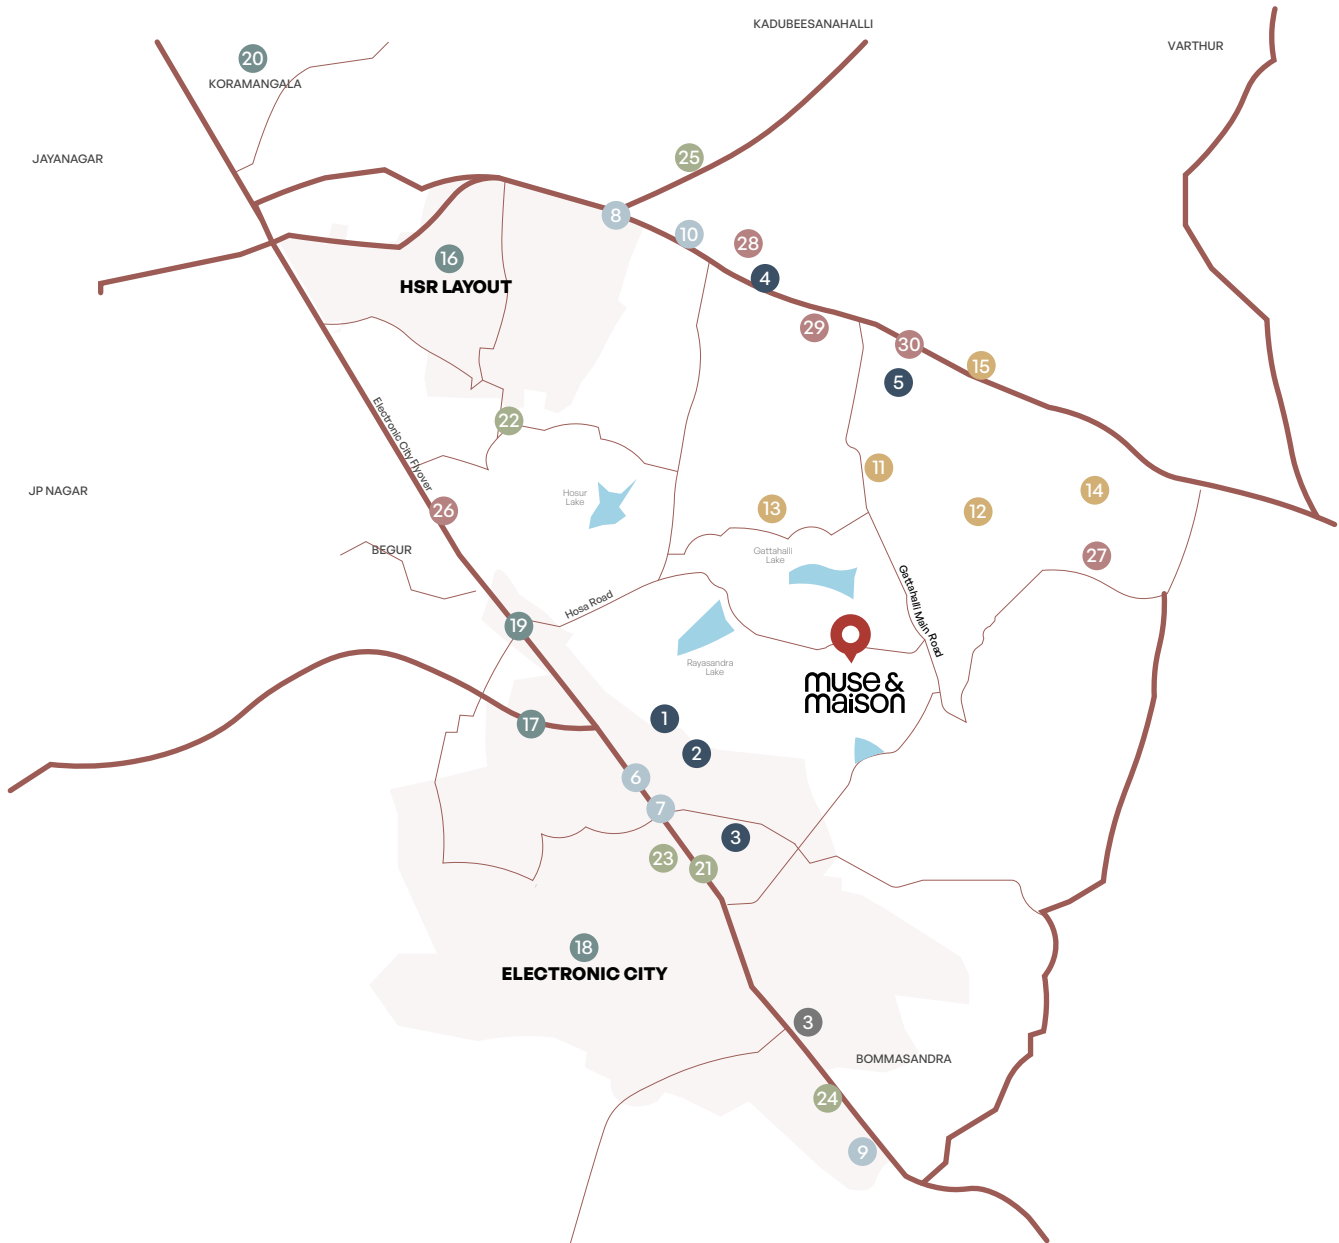 KADUBEESANAHALLI
VARTHUR
20
KORAMANGALA
JAYANAGAR
25
8
10
28
16
HSR LAYOUT
4
29
30
15
5
22
Electronic City Flyover
11
JP NAGAR
14
Hosur
Lake
26
13
12
BEGUR
Gattahalli
Lake
27
Hosa Road
Gattahalli Main Road
19
Rayasandra
Lake
muse &
maison
17
1
2
6
7
3
23
21
18
ELECTRONIC CITY
3
BOMMASANDRA
24
9